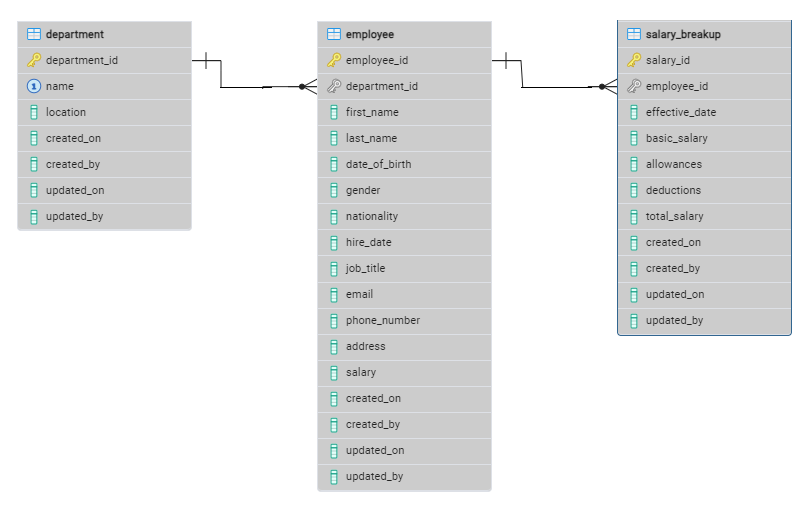 department
department_id
1
name
location
created_on
created_by
updated_on
updated_by
employee
employee_id
department_id
first_name
last_name
date_of_birth
gender
nationality
hire_date
job_title
email
phone_number
address
salary
created_on
created_by
updated_on
updated_by
salary_breakup
salary_id
employee_id
effective_date
basic_salary
allowances
deductions
total_salary
created_on
created_by
updated_on
updated_by